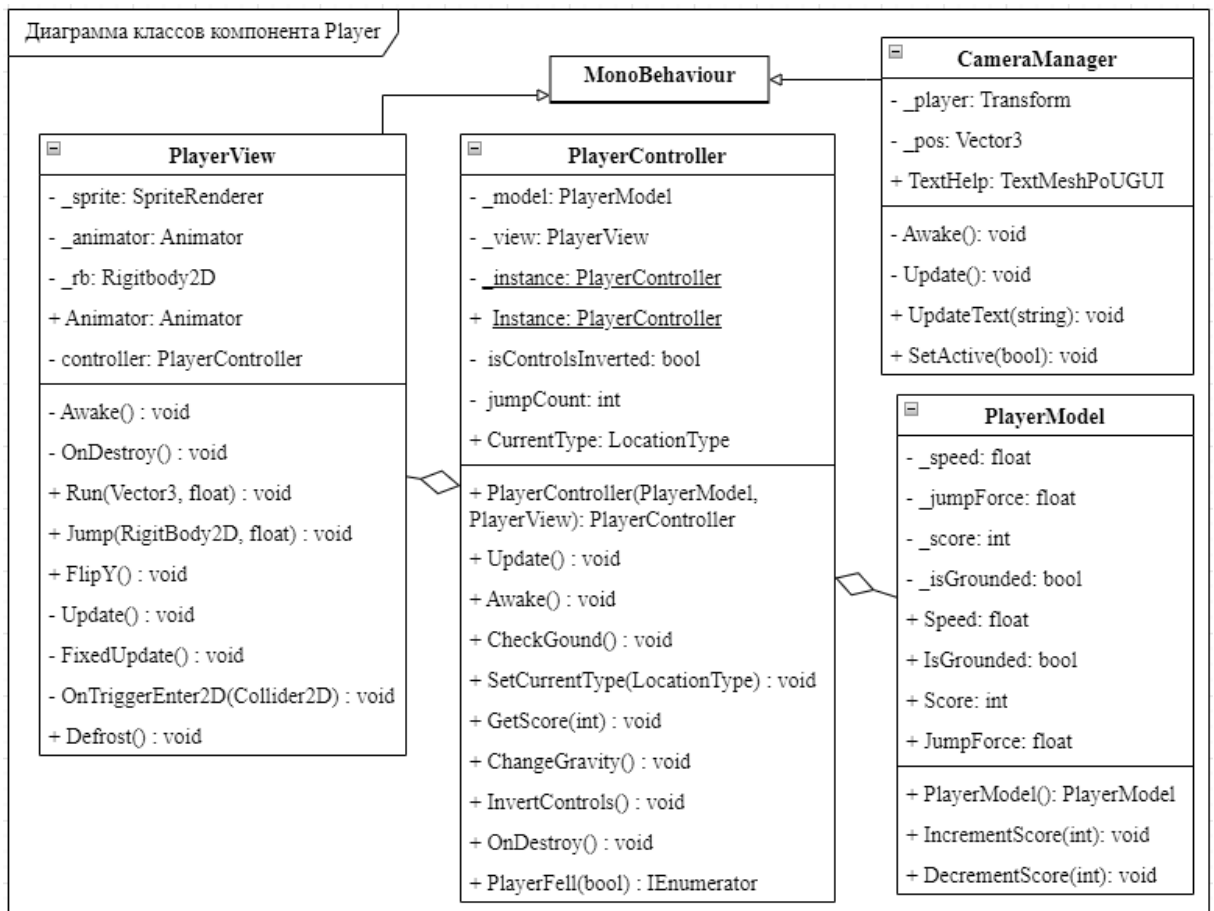 Диаграмма классов компонента Player
MonoBehaviour
CameraManager
- _player: Transform
- _pos: Vector3
+ TextHelp: TextMeshPoUGUI
- Awake(): void
- Update(): void
+ UpdateText(string): void
+ SetActive(bool): void
PlayerView
- _sprite: SpriteRenderer
- _animator: Animator
- _rb: Rigitbody2D
+ Animator: Animator
- controller: PlayerController
- Awake() : void
- OnDestroy() : void
+ Run(Vector3, float) : void
+ Jump(RigitBody2D, float) : void
+ FlipY() : void
- Update() : void
- FixedUpdate() : void
- OnTriggerEnter2D(Collider2D) : void
+ Defrost() : void
PlayerController
- _model: PlayerModel
- _view: PlayerView
- _instance: PlayerController
+ Instance: PlayerController
- isControlsInverted: bool
- jumpCount: int
+ CurrentType: LocationType
+ PlayerController(PlayerModel,
PlayerView): PlayerController
+ Update() : void
+ Awake() : void
+ CheckGound() : void
+ SetCurrentType(LocationType) : void
+ GetScore(int) : void
+ ChangeGravity() : void
+ InvertControls() : void
+ OnDestroy() : void
+ PlayerFell(bool) : IEnumerator
PlayerModel
- _speed: float
- _jumpForce: float
- _score: int
- _isGrounded: bool
+ Speed: float
+ IsGrounded: bool
+ Score: int
+ JumpForce: float
+ PlayerModel(): PlayerModel
+ IncrementScore(int): void
+ DecrementScore(int): void